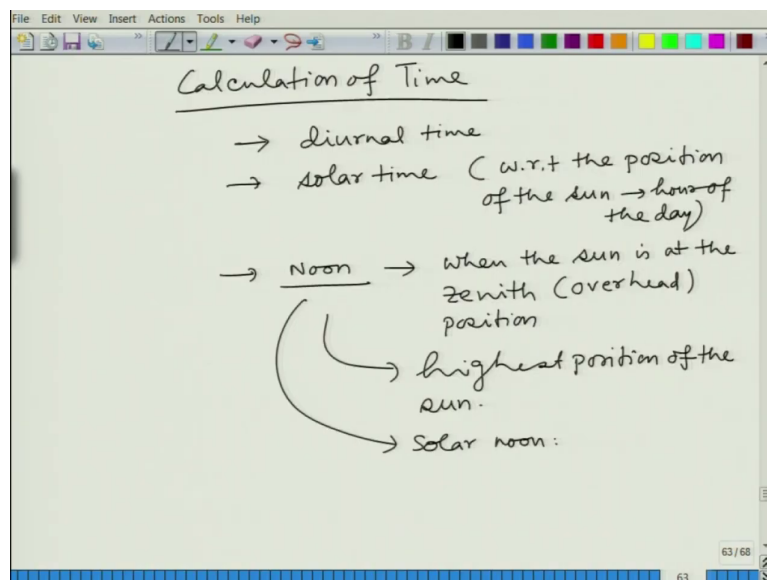 File Edit View Insert Actions Tools Help
B I
Calculation of Time
→ diurnal time
→ solar time (w.r.t the position
of the sun → hour of
the day)
→ Noon → when the sun is at the
zenith (overhead)
position
→ highest position of the
sun.
→ Solar noon:
63/68
63